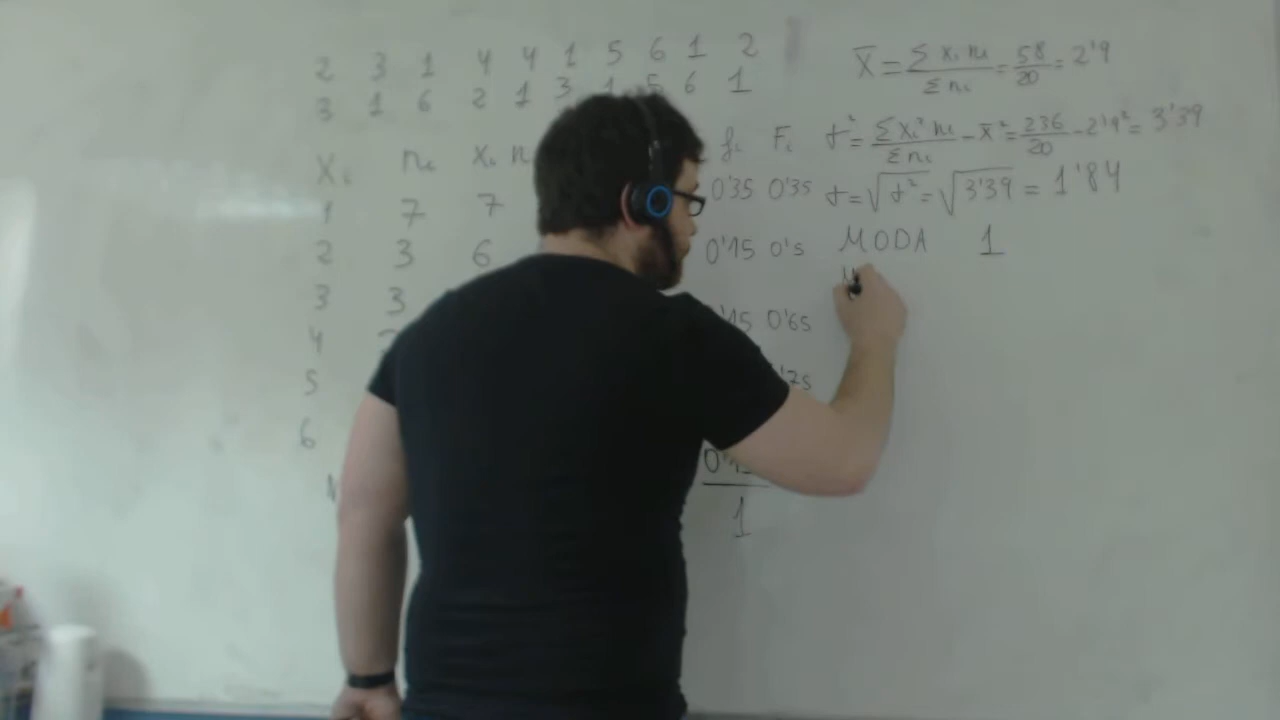 2 3 1 4 4 1 5 6 1 2
3 1 6 2 1 3 1 5 6 1
Xi ni Xi n fi Fi
1 7 7 0'35 0'35
2 3 6 0'15 0's
3 3 '15 0'65
4
5 '7s
6 0'1
1
X̄ = Σ xi ni / Σ ni = 58/20 = 2'9
σ² = Σ Xi² ni / Σ ni - X̄² = 236/20 - 2'9² = 3'39
σ = √σ² = √3'39 = 1'84
MODA 1